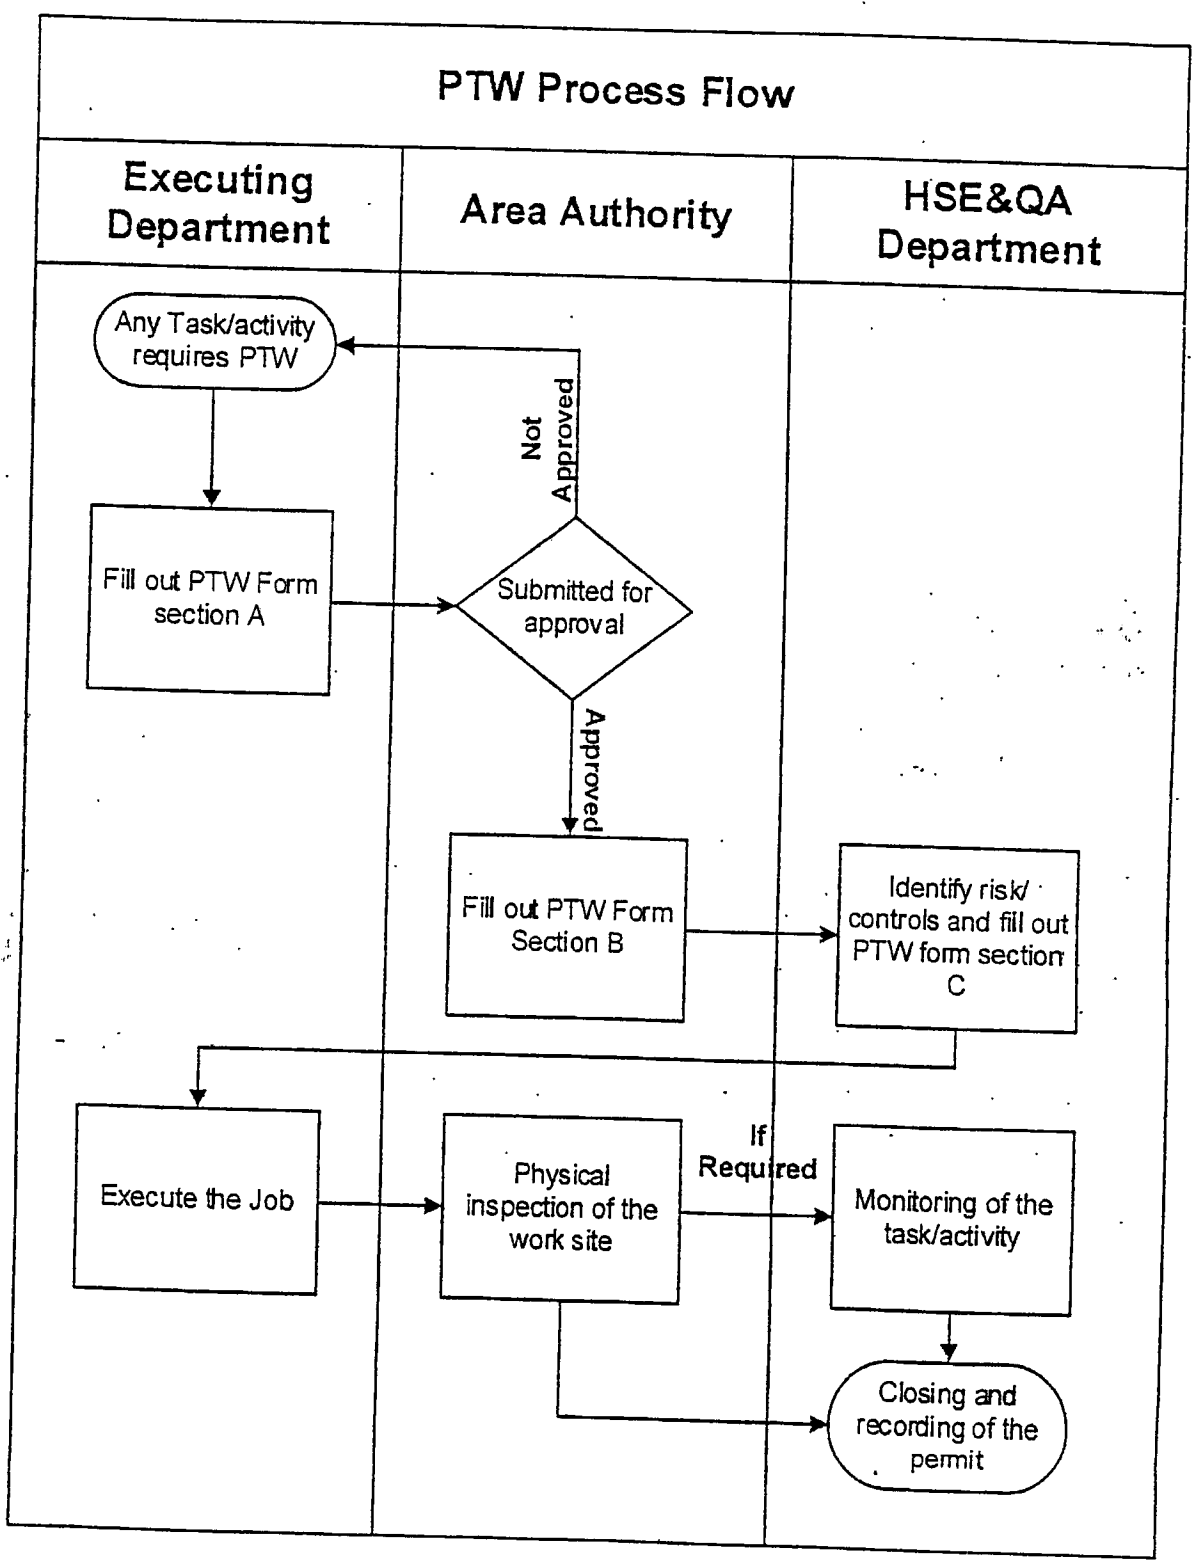 PTW Process Flow
Executing
Department
Area Authority
HSE&QA
Department
Any Task/activity
requires PTW
Not
Approved
Fill out PTW Form
section A
Submitted for
approval
Approved
Fill out PTW Form
Section B
Identify risk/
controls and fill out
PTW form section
C
Execute the Job
Physical
inspection of the
work site
If
Required
Monitoring of the
task/activity
Closing and
recording of the
permit